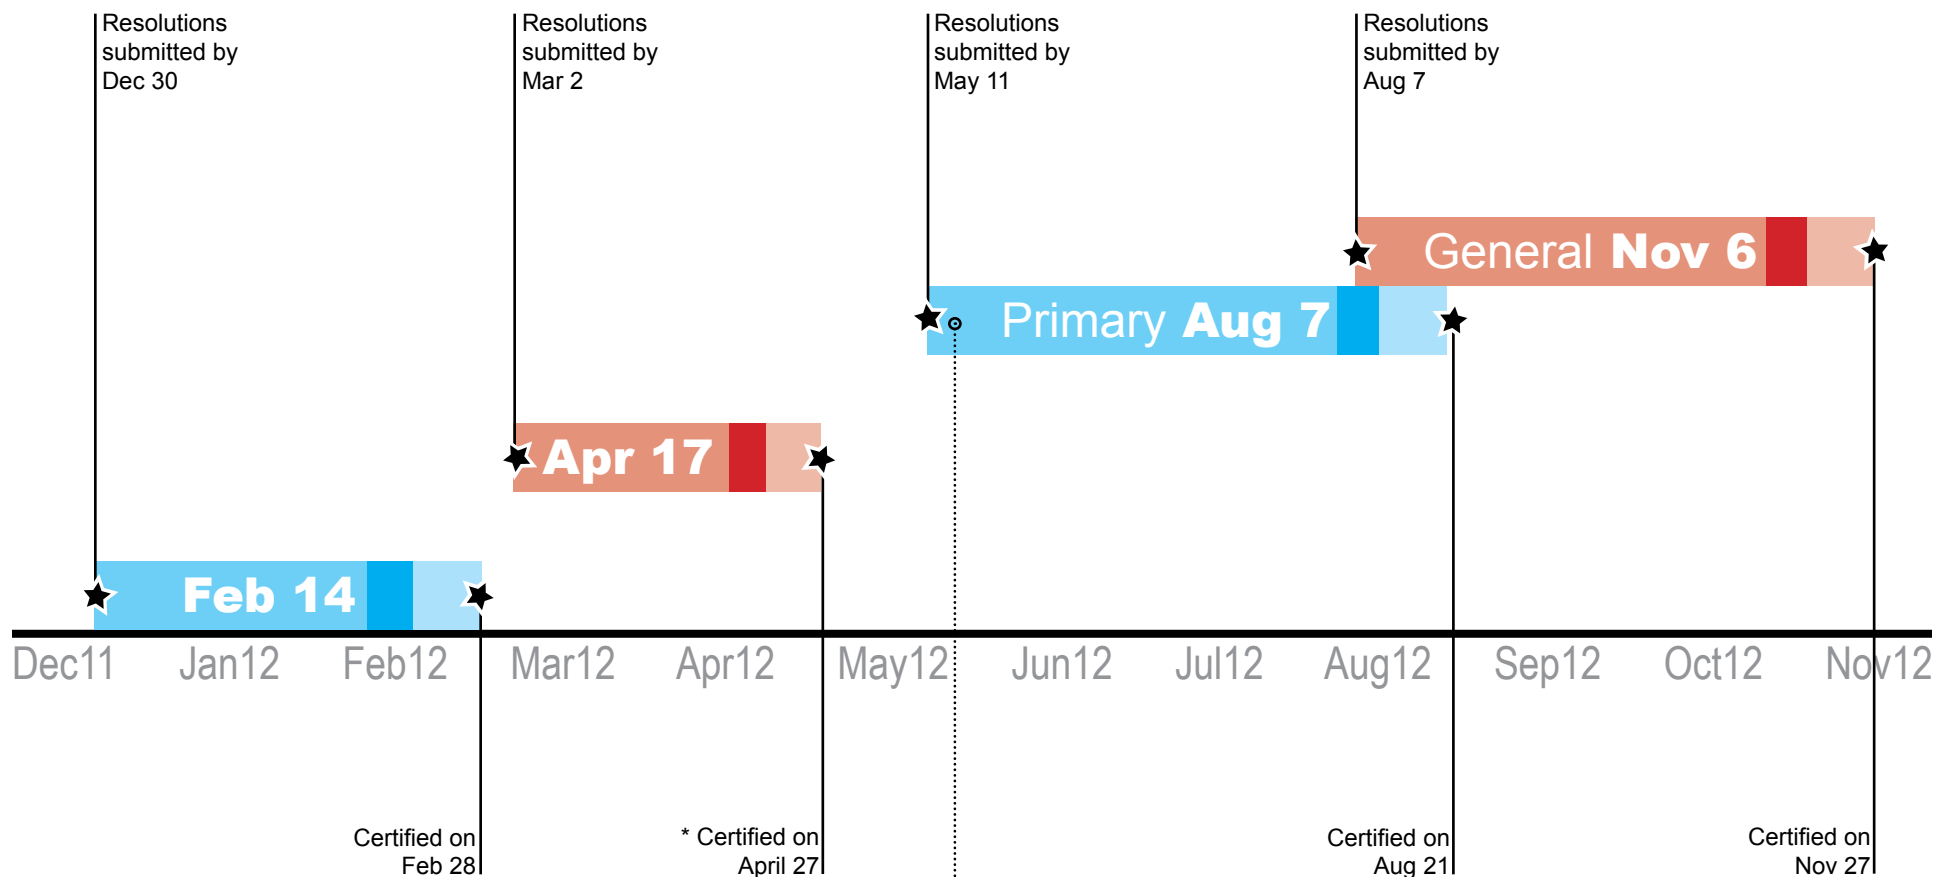 Resolutions
submitted by
Dec 30
Resolutions
submitted by
Mar 2
Resolutions
submitted by
May 11
Resolutions
submitted by
Aug 7
General Nov 6
Primary Aug 7
Apr 17
Feb 14
Dec11 Jan12 Feb12 Mar12 Apr12 May12 Jun12 Jul12 Aug12 Sep12 Oct12 Nov12
Certified on
Feb 28
* Certified on
April 27
Certified on
Aug 21
Certified on
Nov 27